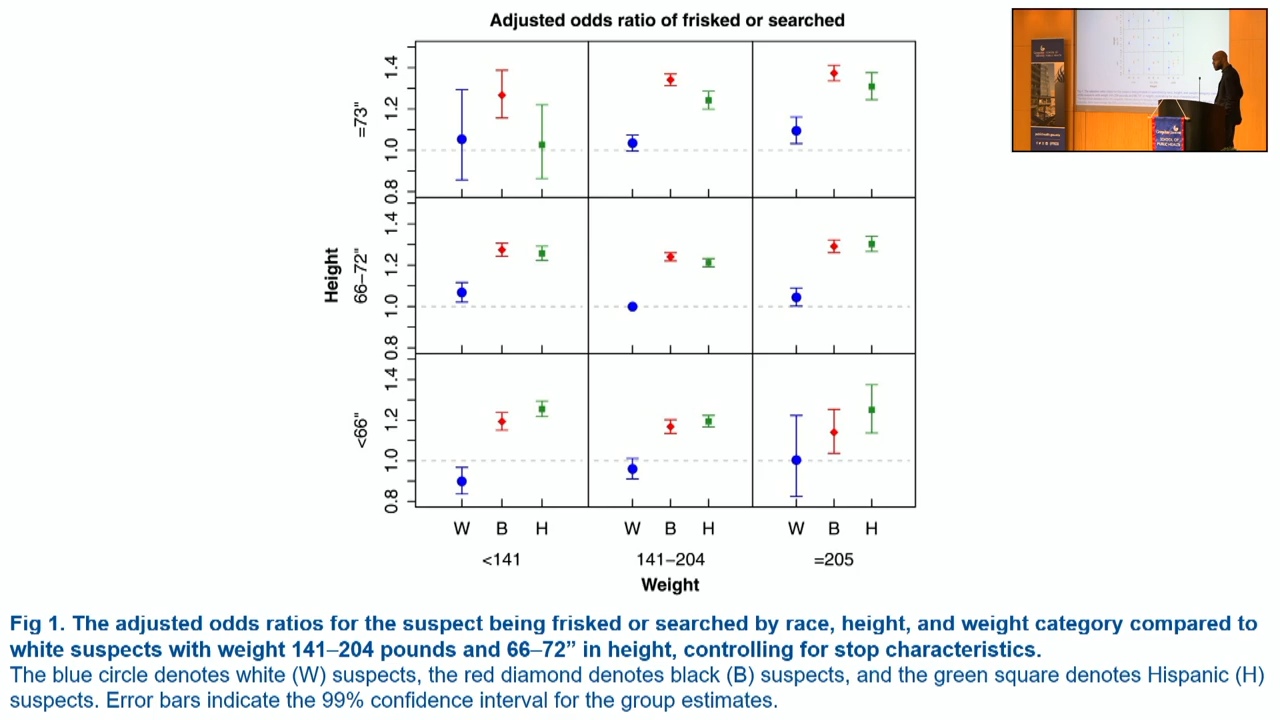 Adjusted odds ratio of frisked or searched
=73"
0.8 1.0 1.2 1.4
Height
66–72"
0.8 1.0 1.2 1.4
<66"
0.8 1.0 1.2 1.4
W B H W B H W B H
<141 141–204 =205
Weight
Fig 1. The adjusted odds ratios for the suspect being frisked or searched by race, height, and weight category compared to
white suspects with weight 141–204 pounds and 66–72” in height, controlling for stop characteristics.
The blue circle denotes white (W) suspects, the red diamond denotes black (B) suspects, and the green square denotes Hispanic (H)
suspects. Error bars indicate the 99% confidence interval for the group estimates.
SCHOOL OF
PUBLIC HEALTH